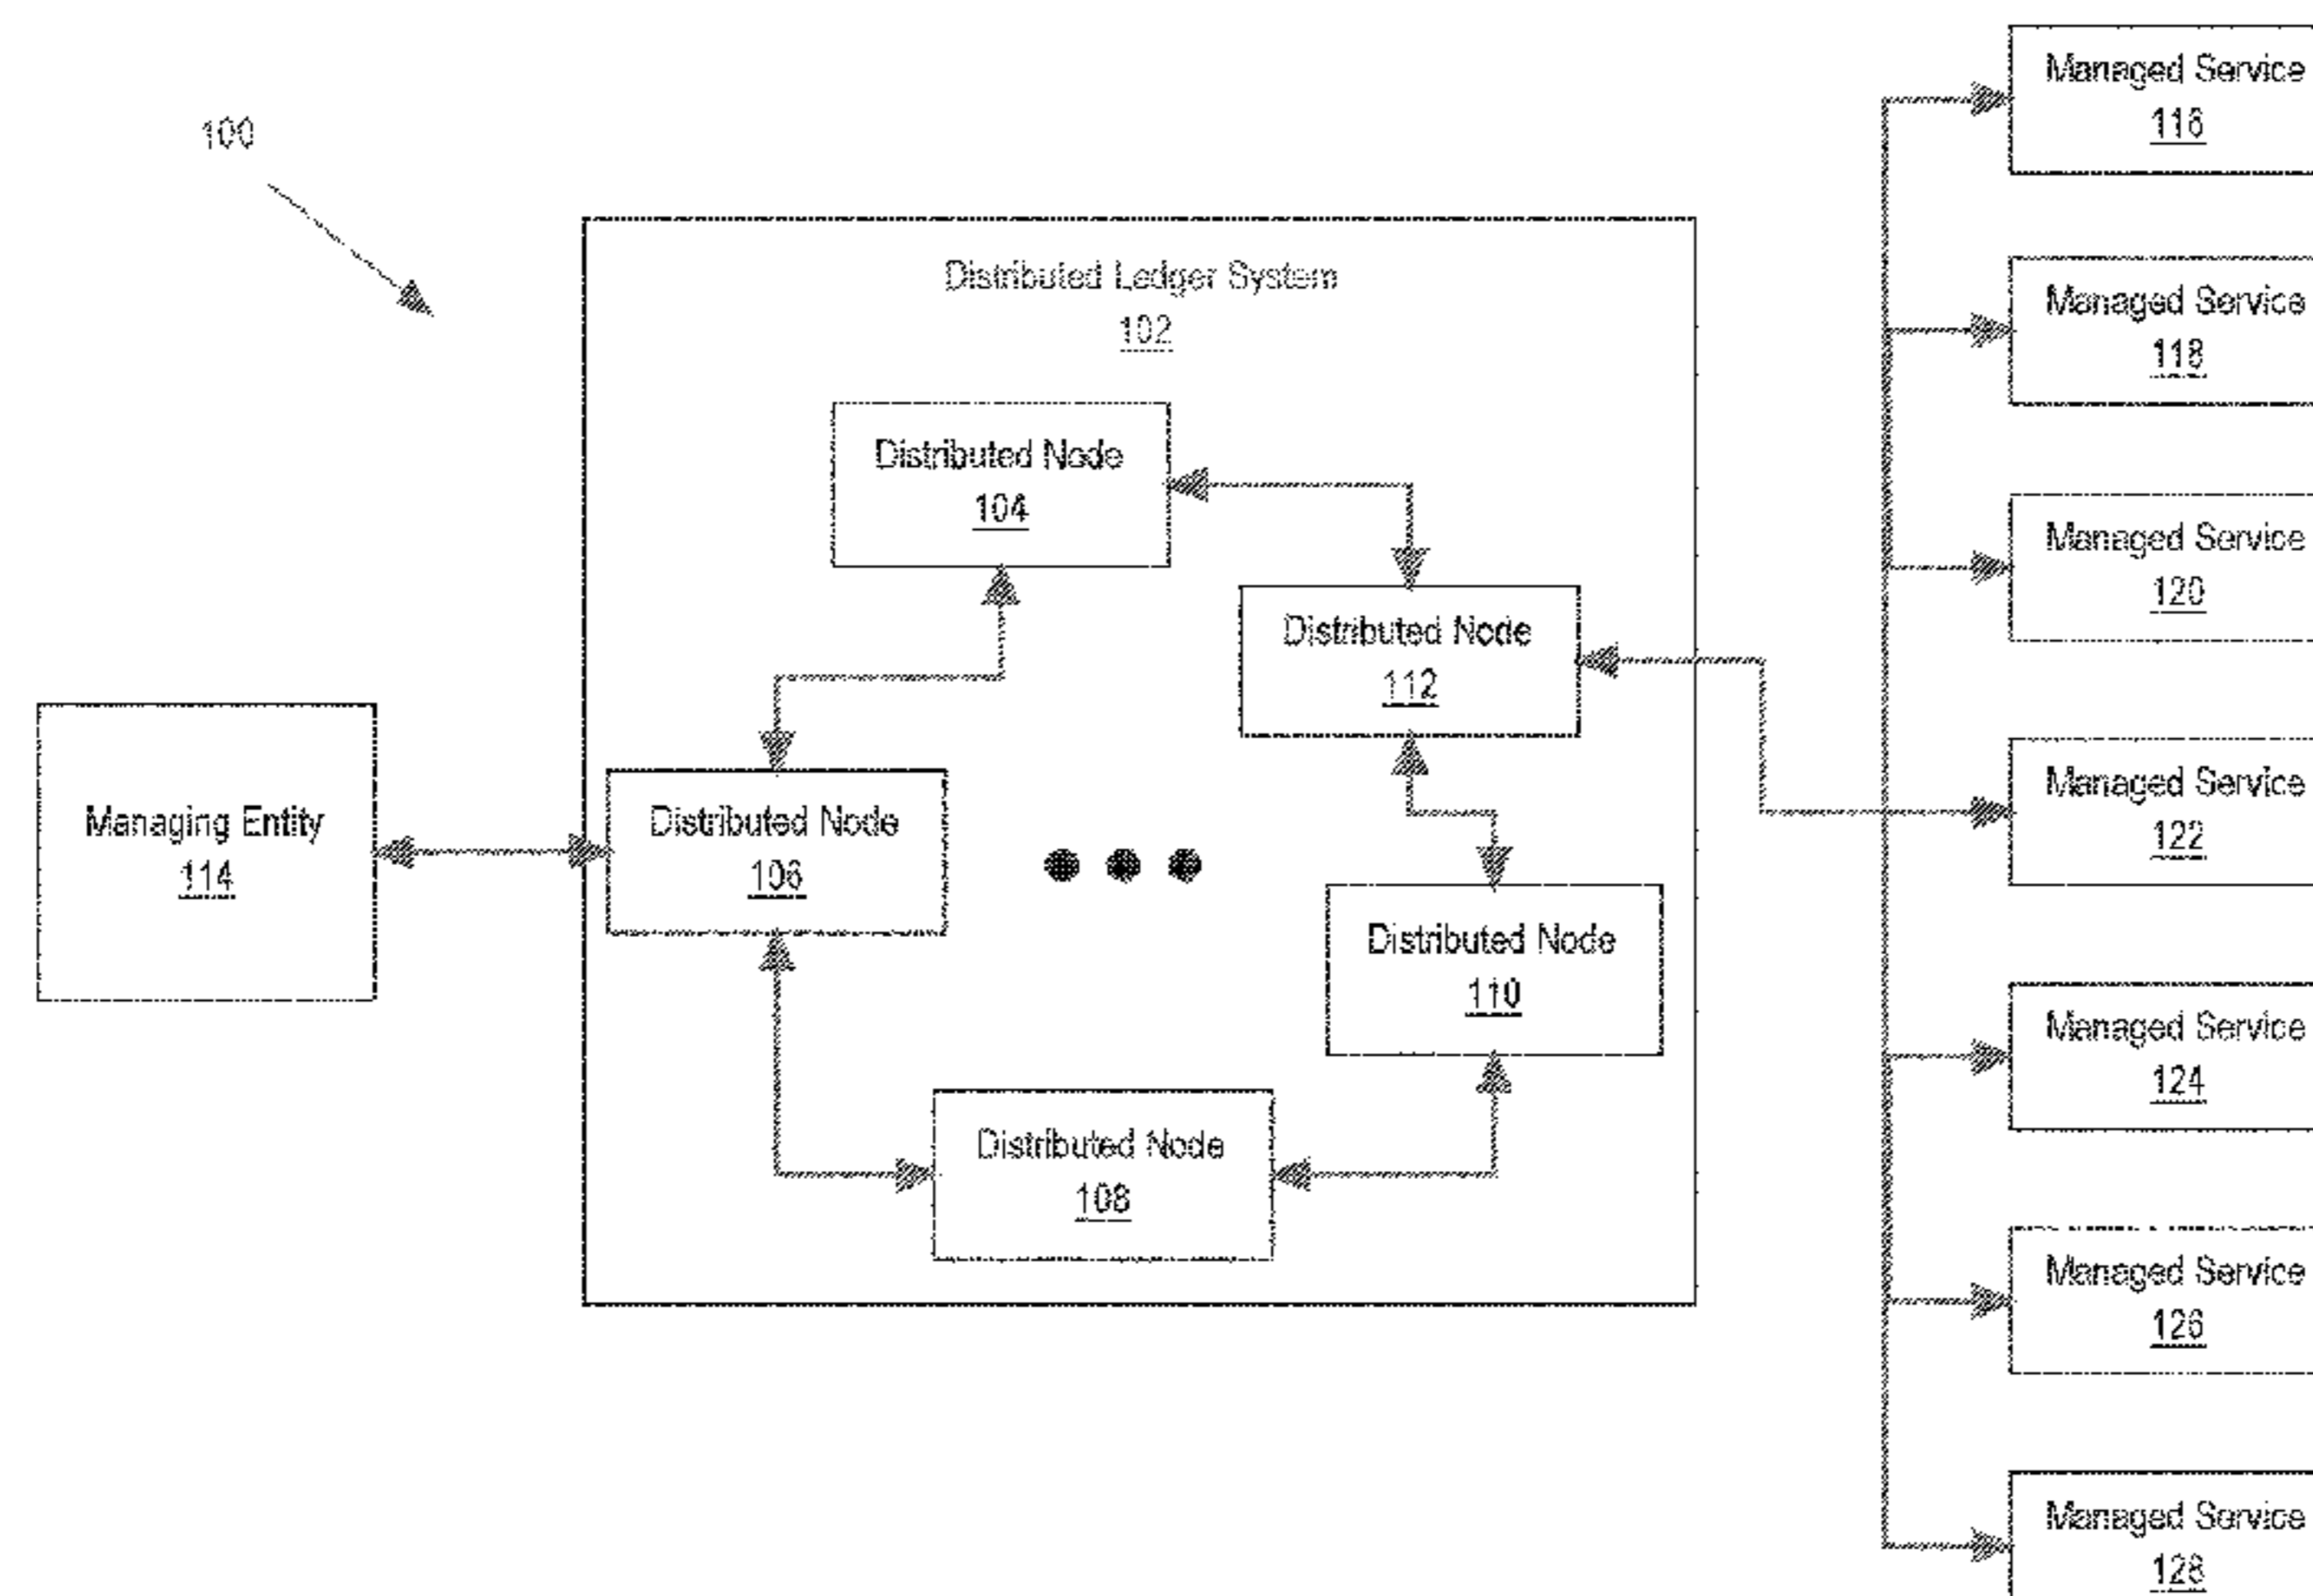 100
Distributed Ledger System
102
Distributed Node
104
Distributed Node
112
Distributed Node
106
Distributed Node
110
Distributed Node
108
Managing Entity
114
Managed Service
116
Managed Service
118
Managed Service
120
Managed Service
122
Managed Service
124
Managed Service
126
Managed Service
128